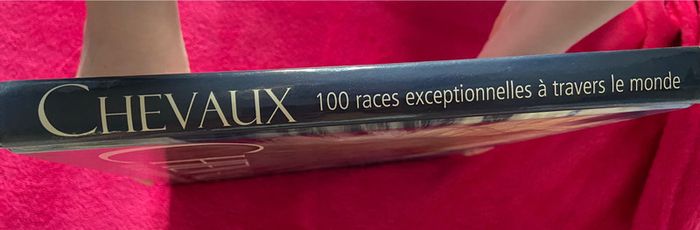 CHEVAUX 100 races exceptionnelles à travers le monde